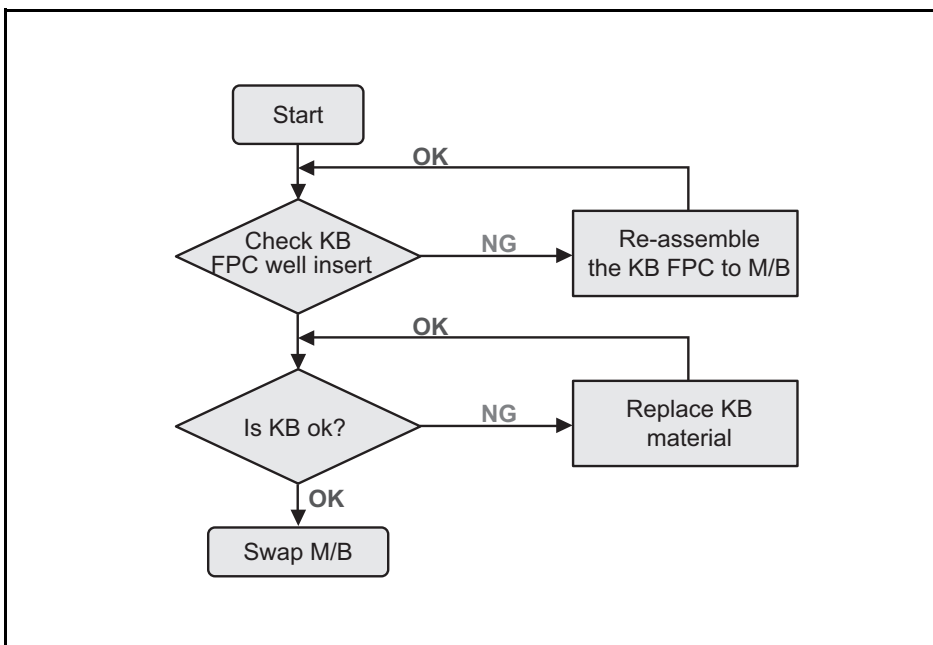 Start
OK
Check KB
FPC well insert
NG
Re-assemble
the KB FPC to M/B
OK
Is KB ok?
NG
Replace KB
material
OK
Swap M/B